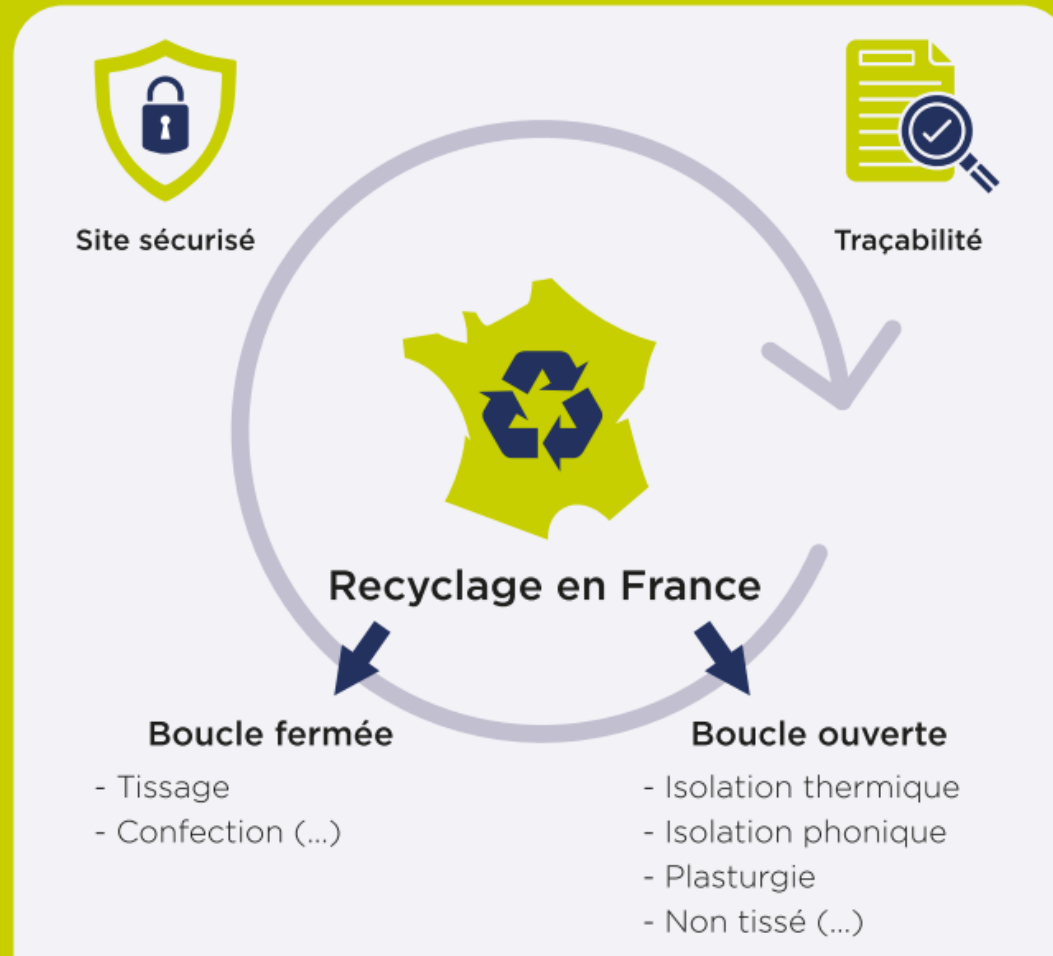 Site sécurisé
Traçabilité
Recyclage en France
Boucle fermée
- Tissage
- Confection (...)
Boucle ouverte
- Isolation thermique
- Isolation phonique
- Plasturgie
- Non tissé (...)